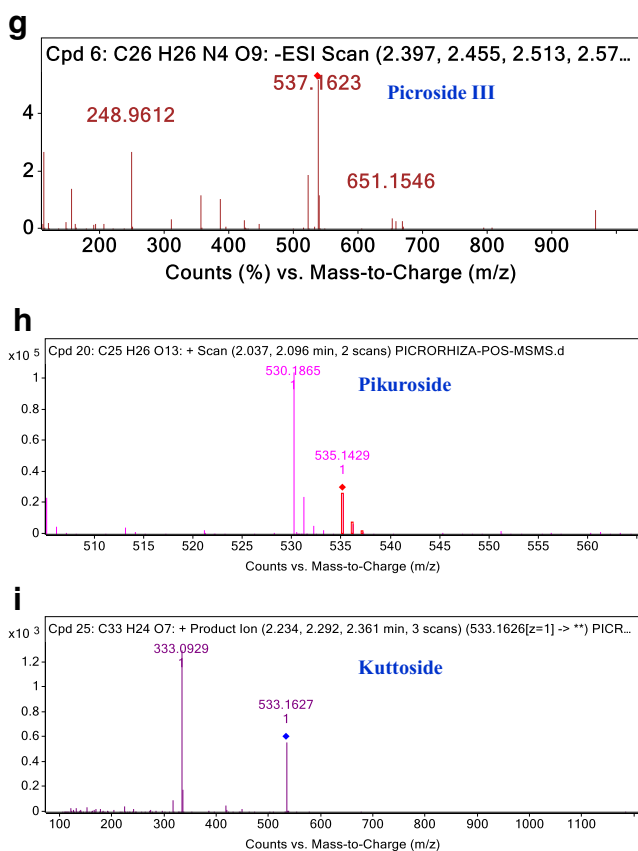 g
Cpd 6: C26 H26 N4 O9: -ESI Scan (2.397, 2.455, 2.513, 2.57...
537.1623
Picroside III
248.9612
651.1546
4
2
0
200 300 400 500 600 700 800 900
Counts (%) vs. Mass-to-Charge (m/z)
h
Cpd 20: C25 H26 O13: + Scan (2.037, 2.096 min, 2 scans) PICRORHIZA-POS-MSMS.d
x10 5
530.1865
1
Pikuroside
535.1429
1
1
0.8
0.6
0.4
0.2
0
510 515 520 525 530 535 540 545 550 555 560
Counts vs. Mass-to-Charge (m/z)
i
Cpd 25: C33 H24 O7: + Product Ion (2.234, 2.292, 2.361 min, 3 scans) (533.1626[z=1] -> **) PICR...
x10 3
333.0929
1
Kuttoside
533.1627
1
1.2
1
0.8
0.6
0.4
0.2
0
100 200 300 400 500 600 700 800 900 1000 1100
Counts vs. Mass-to-Charge (m/z)